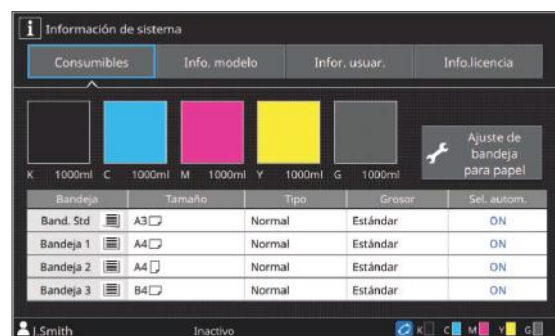 i Información de sistema
Consumibles Info. modelo Infor. usuar. Info.licencia
K 1000ml C 1000ml M 1000ml Y 1000ml G 1000ml
Ajuste de
bandeja
para papel
Bandeja Tamaño Tipo Grosor Sel. autom.
Band. Std A3 Normal Estándar ON
Bandeja 1 A4 Normal Estándar ON
Bandeja 2 A4 Normal Estándar ON
Bandeja 3 B4 Normal Estándar ON
J.Smith Inactivo K C M Y G